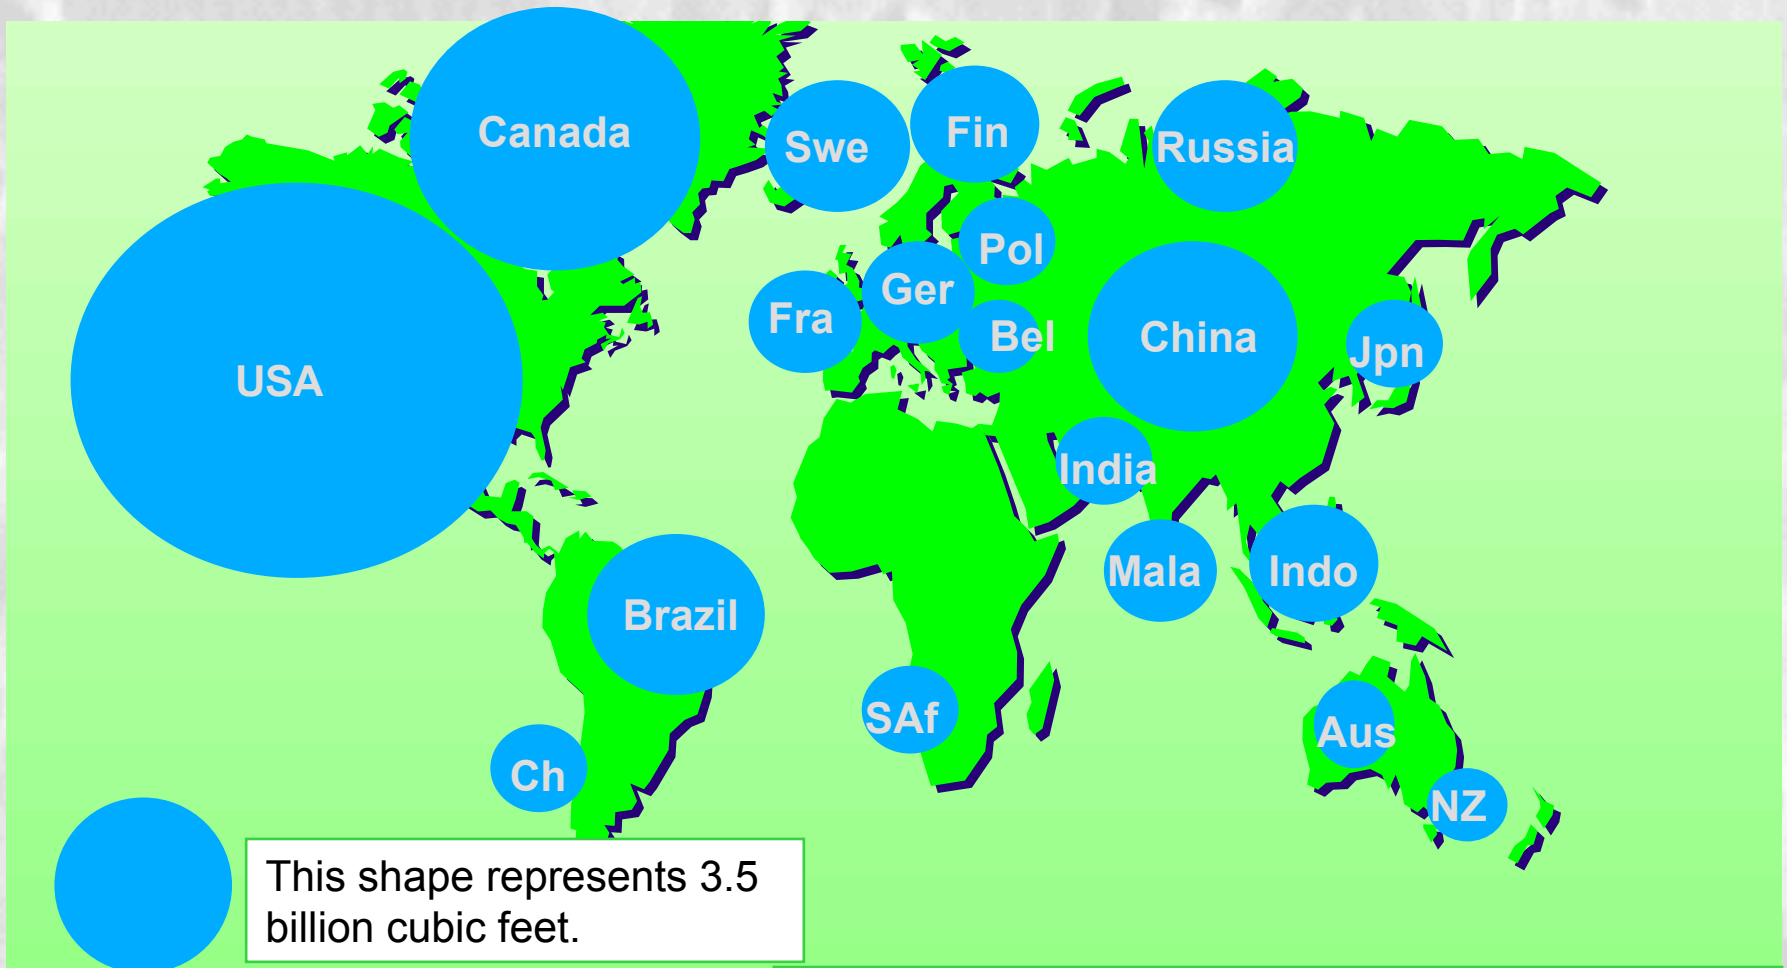 Canada
Swe
Fin
Russia
Pol
Ger
Fra
Bel
China
Jpn
USA
India
Mala
Indo
Brazil
SAf
Aus
Ch
NZ
This shape represents 3.5
billion cubic feet.